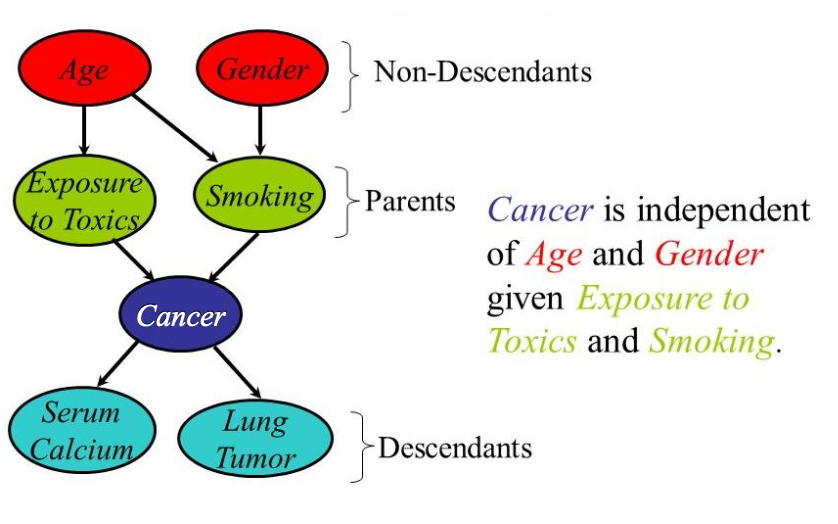 Age
Gender
Non-Descendants
Exposure
to Toxics
Smoking
Parents
Cancer is independent
of Age and Gender
given Exposure to
Toxics and Smoking.
Cancer
Serum
Calcium
Lung
Tumor
Descendants